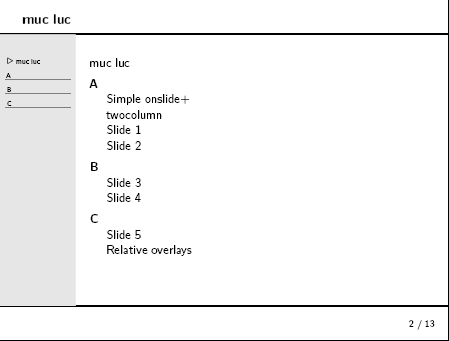 muc luc
▷ muc luc
A
B
C
muc luc
A
Simple onslide+
twocolumn
Slide 1
Slide 2
B
Slide 3
Slide 4
C
Slide 5
Relative overlays
2 / 13